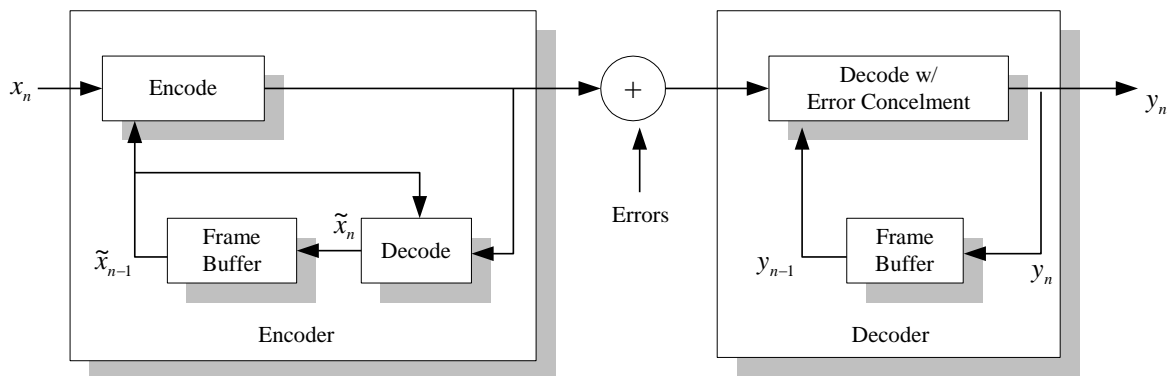 x_n
Encode
Frame
Buffer
x̃_{n−1}
x̃_n
Decode
Encoder
+
Errors
Decode w/
Error Concelment
y_n
Frame
Buffer
y_{n−1}
y_n
Decoder